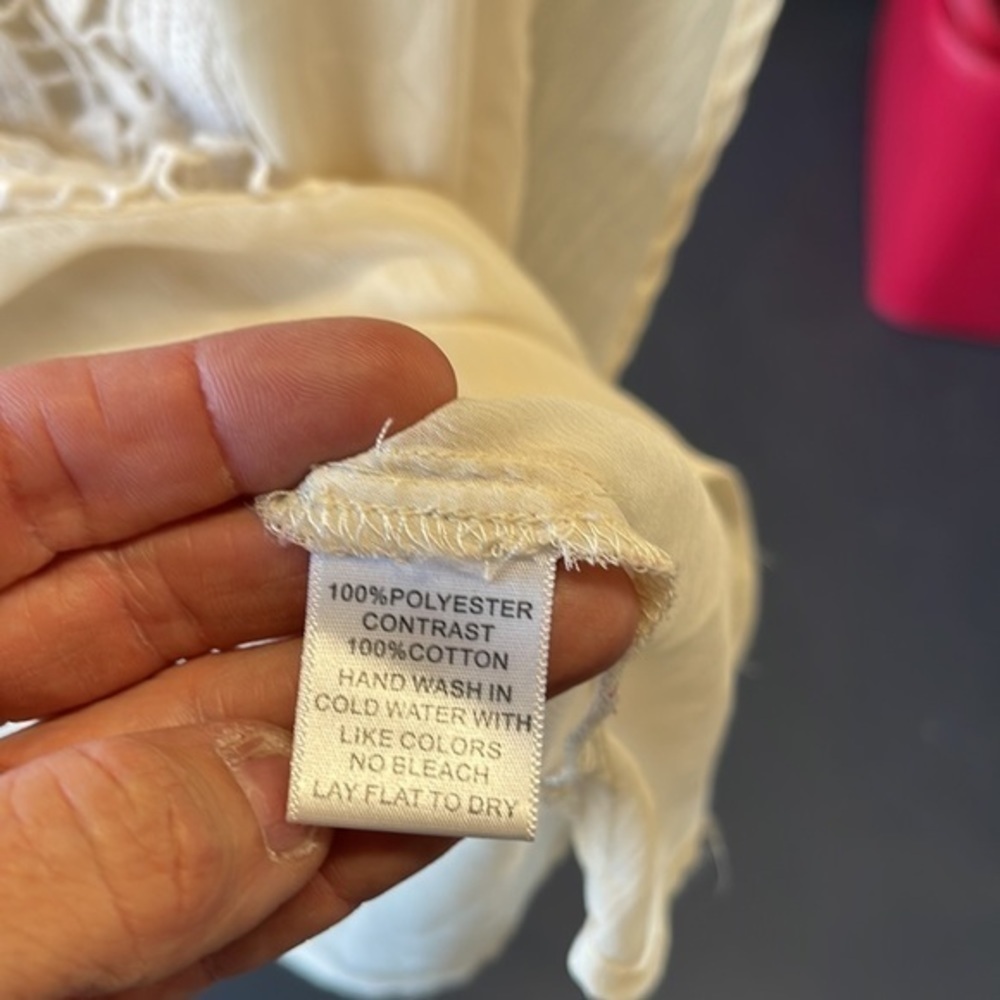 100%POLYESTER
CONTRAST
100%COTTON
HAND WASH IN
COLD WATER WITH
LIKE COLORS
NO BLEACH
LAY FLAT TO DRY